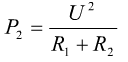 P₂ = U² / (R₁ + R₂)